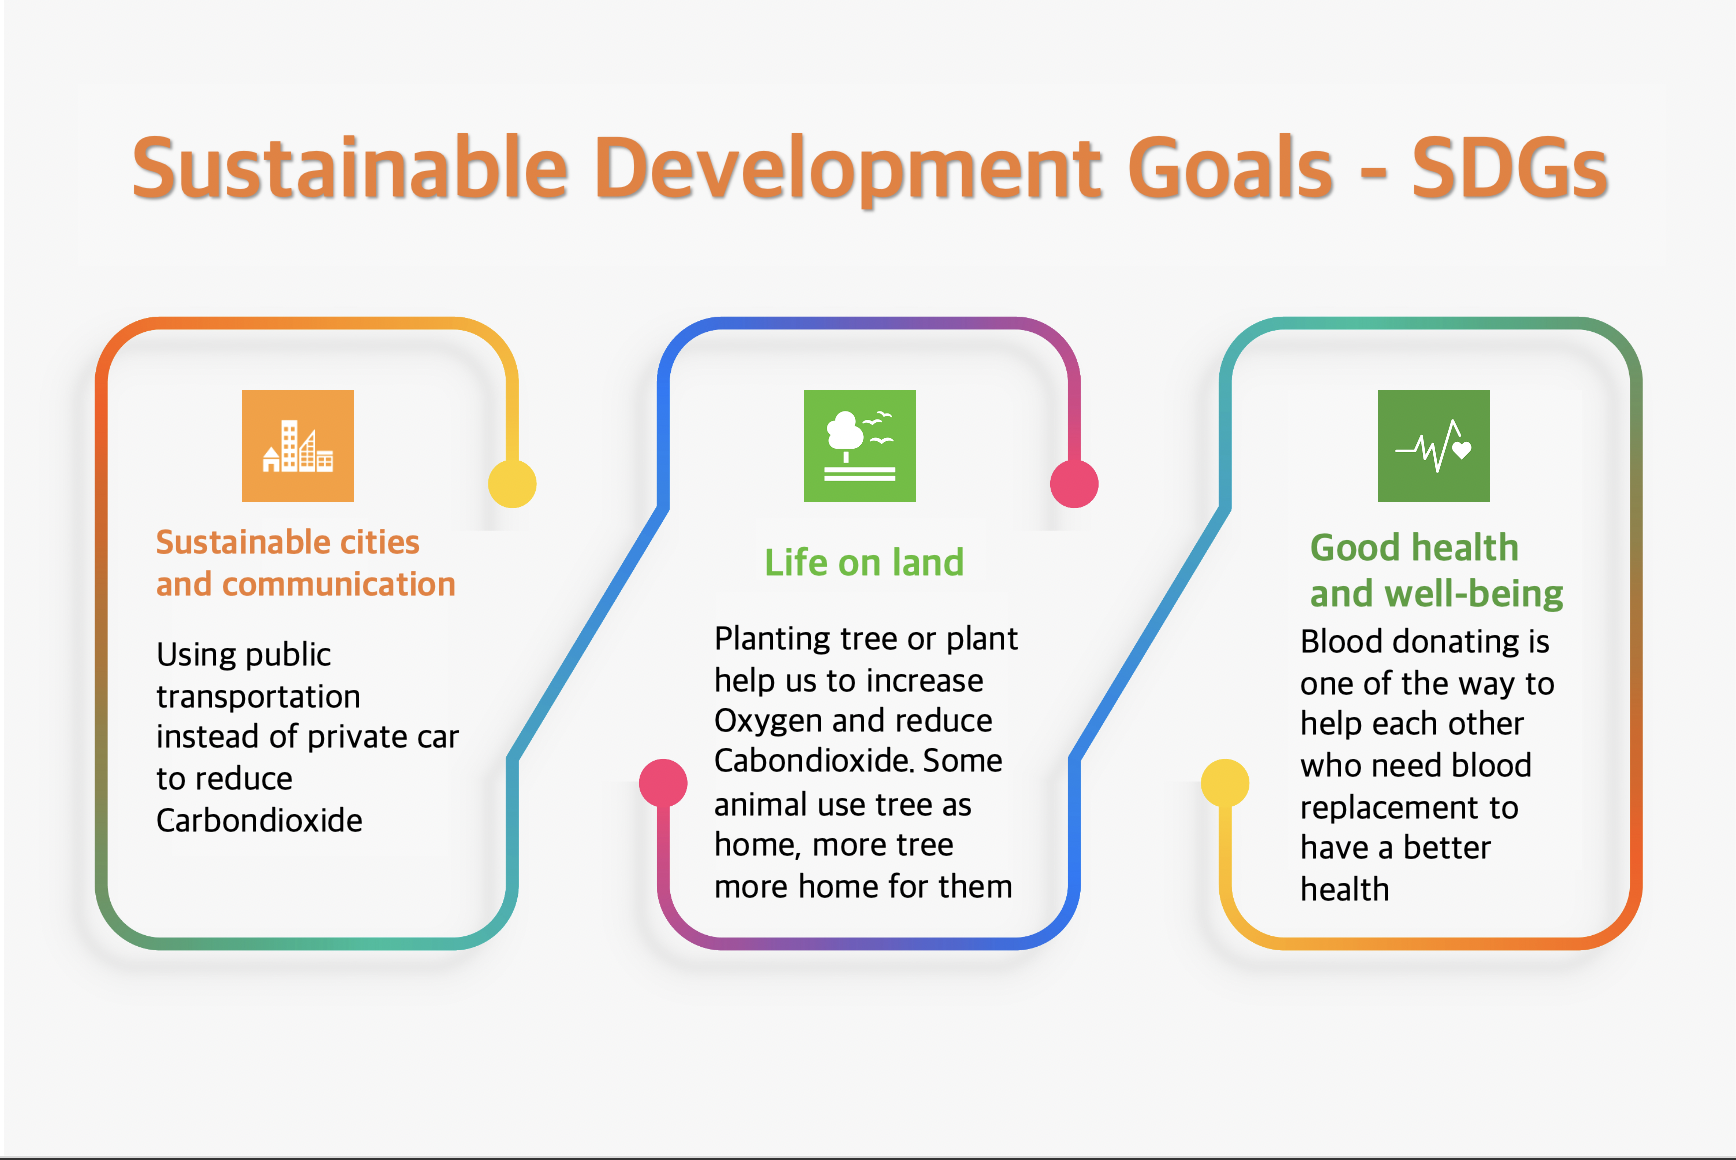 Sustainable Development Goals - SDGs
Sustainable cities
and communication
Using public
transportation
instead of private car
to reduce
Carbondioxide
Life on land
Planting tree or plant
help us to increase
Oxygen and reduce
Cabondioxide. Some
animal use tree as
home, more tree
more home for them
Good health
and well-being
Blood donating is
one of the way to
help each other
who need blood
replacement to
have a better
health